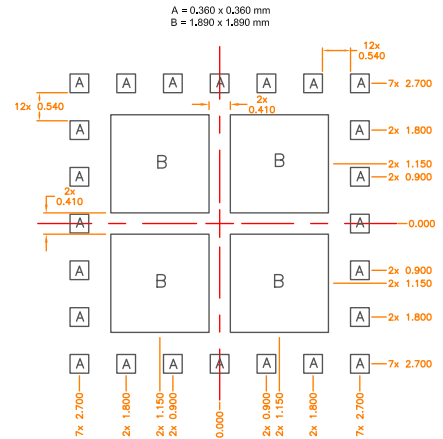 A = 0.360 x 0.360 mm
B = 1.890 x 1.890 mm
12x
0.540
A A A A A A A
7x 2.700
12x 0.540
2x
0.410
A
A
2x 1.800
B
B
2x 1.150
A
A
2x 0.900
2x
0.410
A
A
0.000
A
A
2x 0.900
B
B
2x 1.150
A
A
2x 1.800
A A A A A A A
7x 2.700
7x 2.700
2x 1.800
2x 1.150
2x 0.900
0.000
2x 0.900
2x 1.150
2x 1.800
7x 2.700